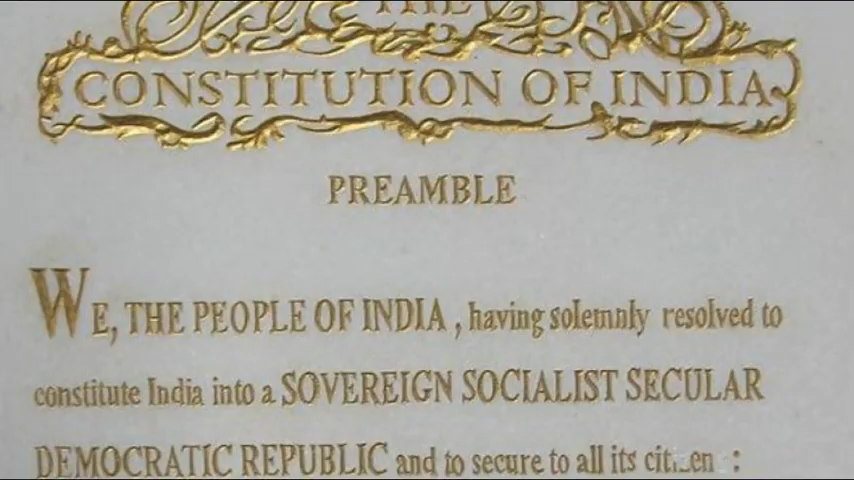 THE
CONSTITUTION OF INDIA
PREAMBLE
WE, THE PEOPLE OF INDIA , having solemnly resolved to
constitute India into a SOVEREIGN SOCIALIST SECULAR
DEMOCRATIC REPUBLIC and to secure to all its :